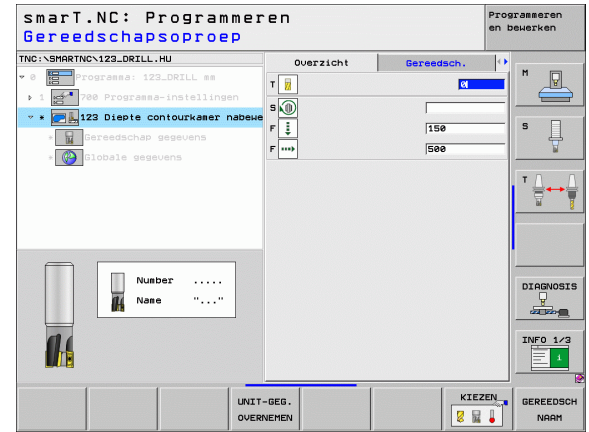 smarT.NC: Programmeren
Gereedschapsoproep
Programmeren
en bewerken
TNC:\SMARTNC\123_DRILL.HU
0 Programma: 123_DRILL mm
1 700 Programma-instellingen
* 123 Diepte contourkamer nabewe
* Gereedschap gegevens
* Globale gegevens
Overzicht
Gereedsch.
T 0
S
F 150
F 500
Number .....
Name "..."
M
S
T
DIAGNOSIS
INFO 1/3
i
UNIT-GEG.
OVERNEMEN
KIEZEN
GEREEDSCH
NAAM